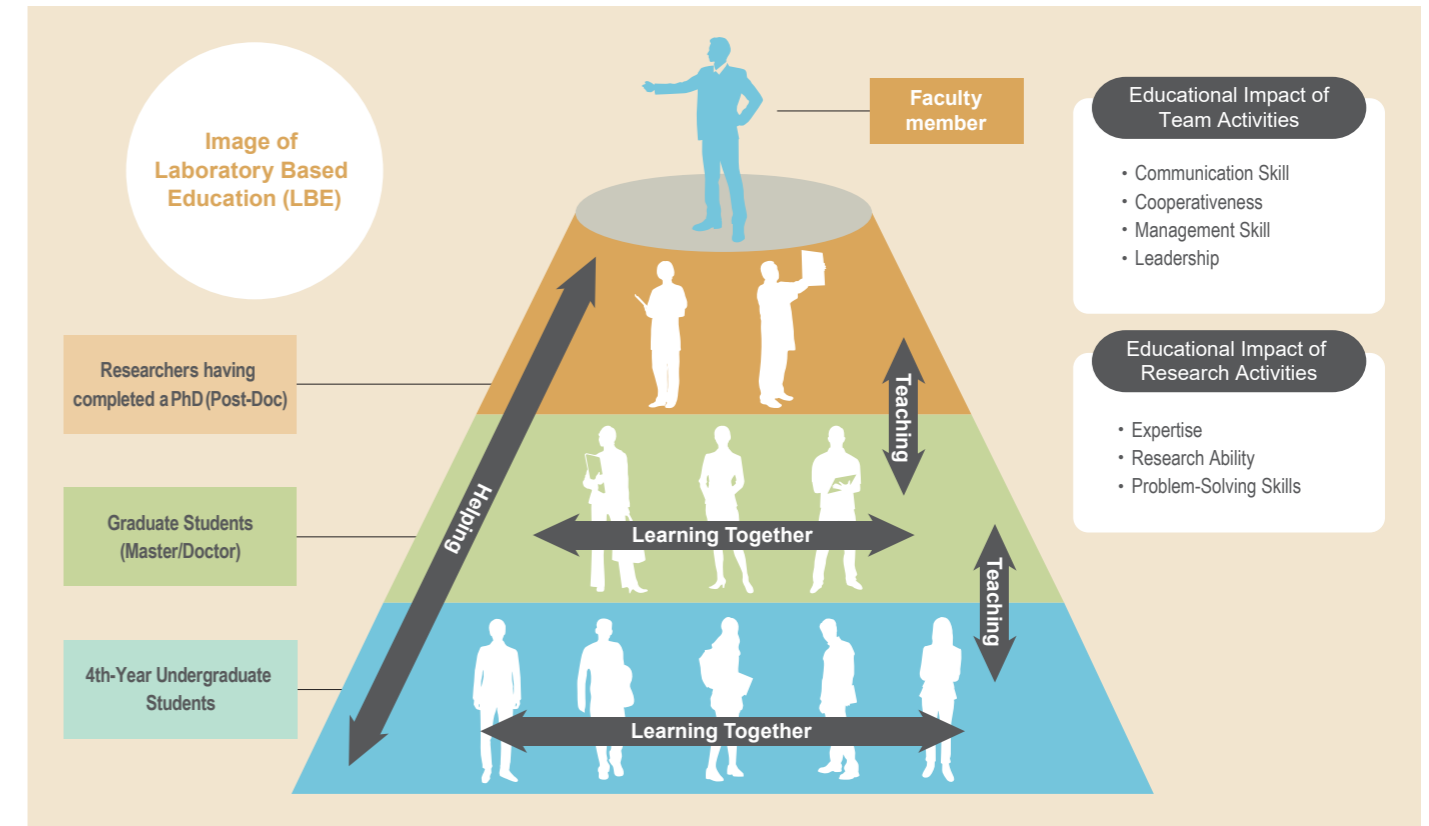 Image of
Laboratory Based
Education (LBE)
Faculty
member
Educational Impact of
Team Activities
• Communication Skill
• Cooperativeness
• Management Skill
• Leadership
Researchers having
completed a PhD (Post-Doc)
Teaching
Educational Impact of
Research Activities
• Expertise
• Research Ability
• Problem-Solving Skills
Helping
Graduate Students
(Master/Doctor)
Learning Together
Teaching
4th-Year Undergraduate
Students
Learning Together